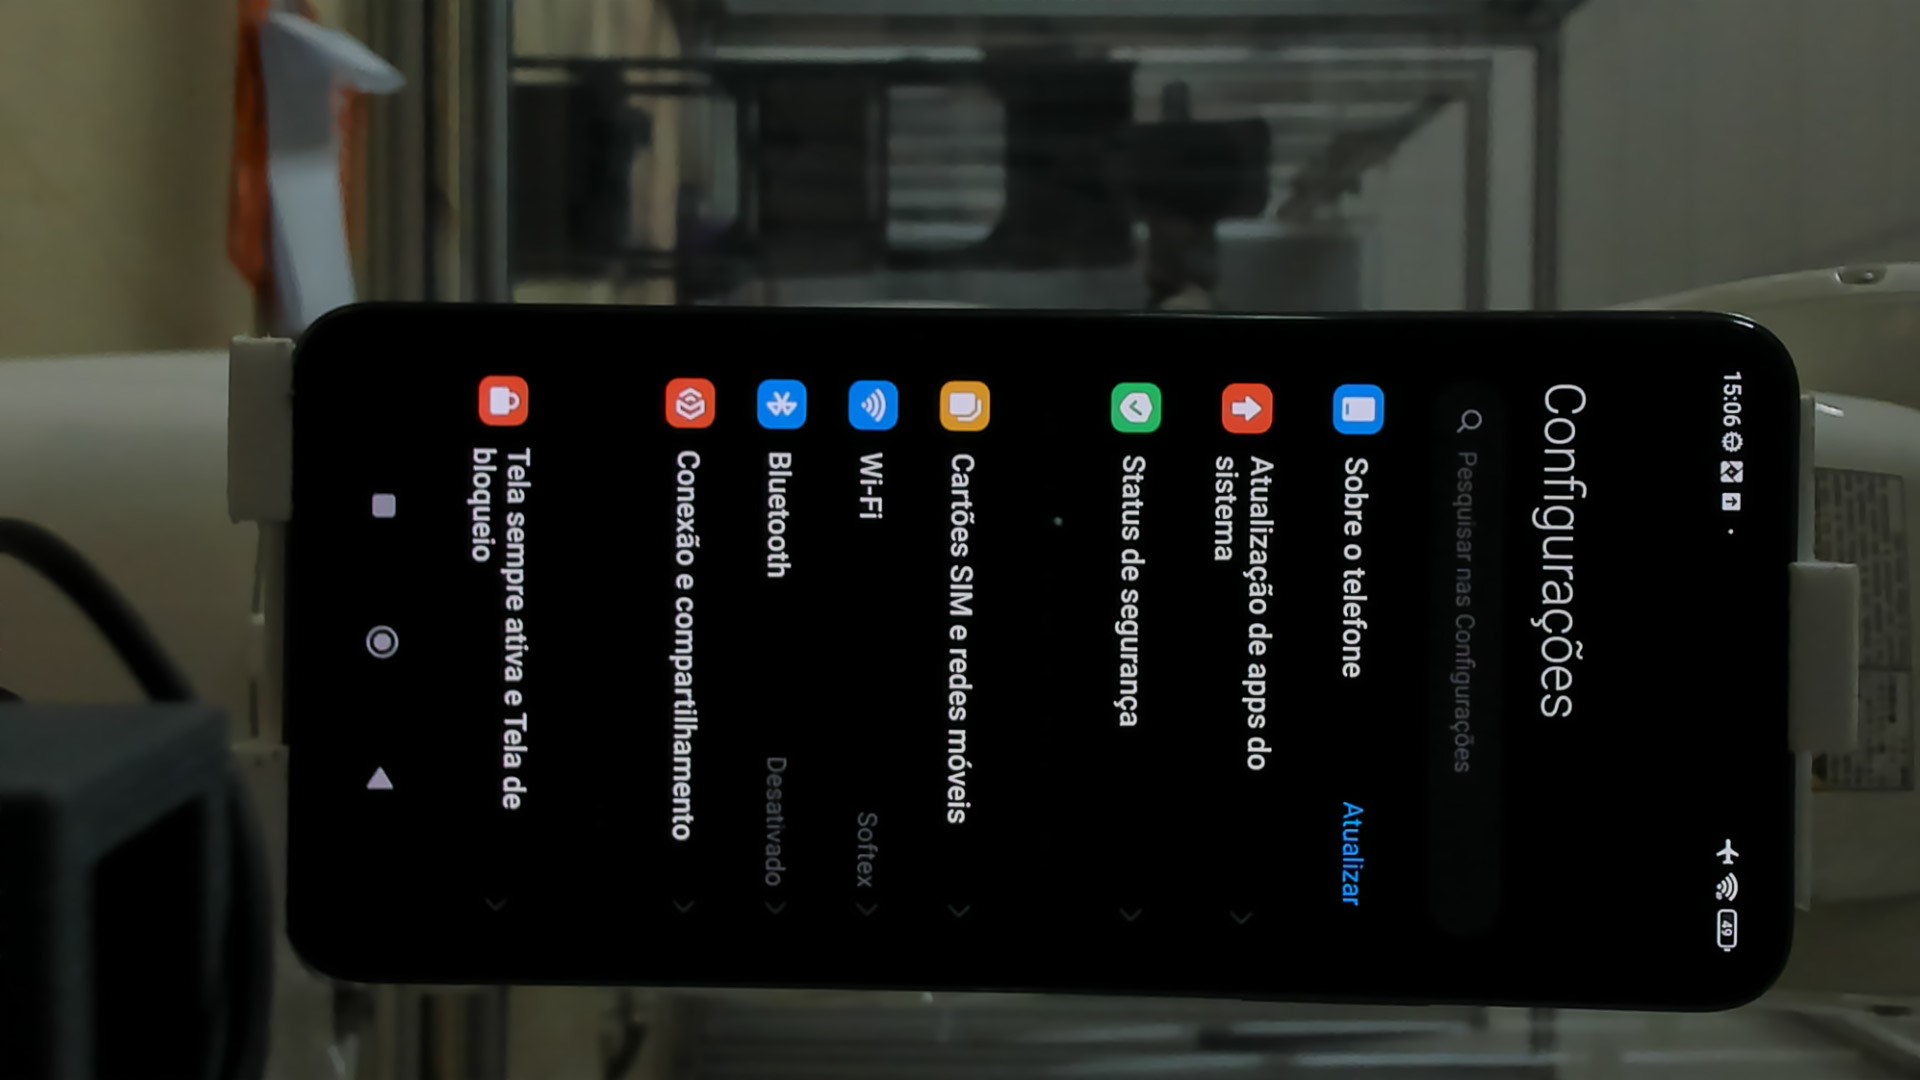 15:06
49
Configurações
Pesquisar nas Configurações
Sobre o telefone
Atualizar
Atualização de apps do
sistema
Status de segurança
Cartões SIM e redes móveis
Wi-Fi
Softex
Bluetooth
Desativado
Conexão e compartilhamento
Tela sempre ativa e Tela de
bloqueio